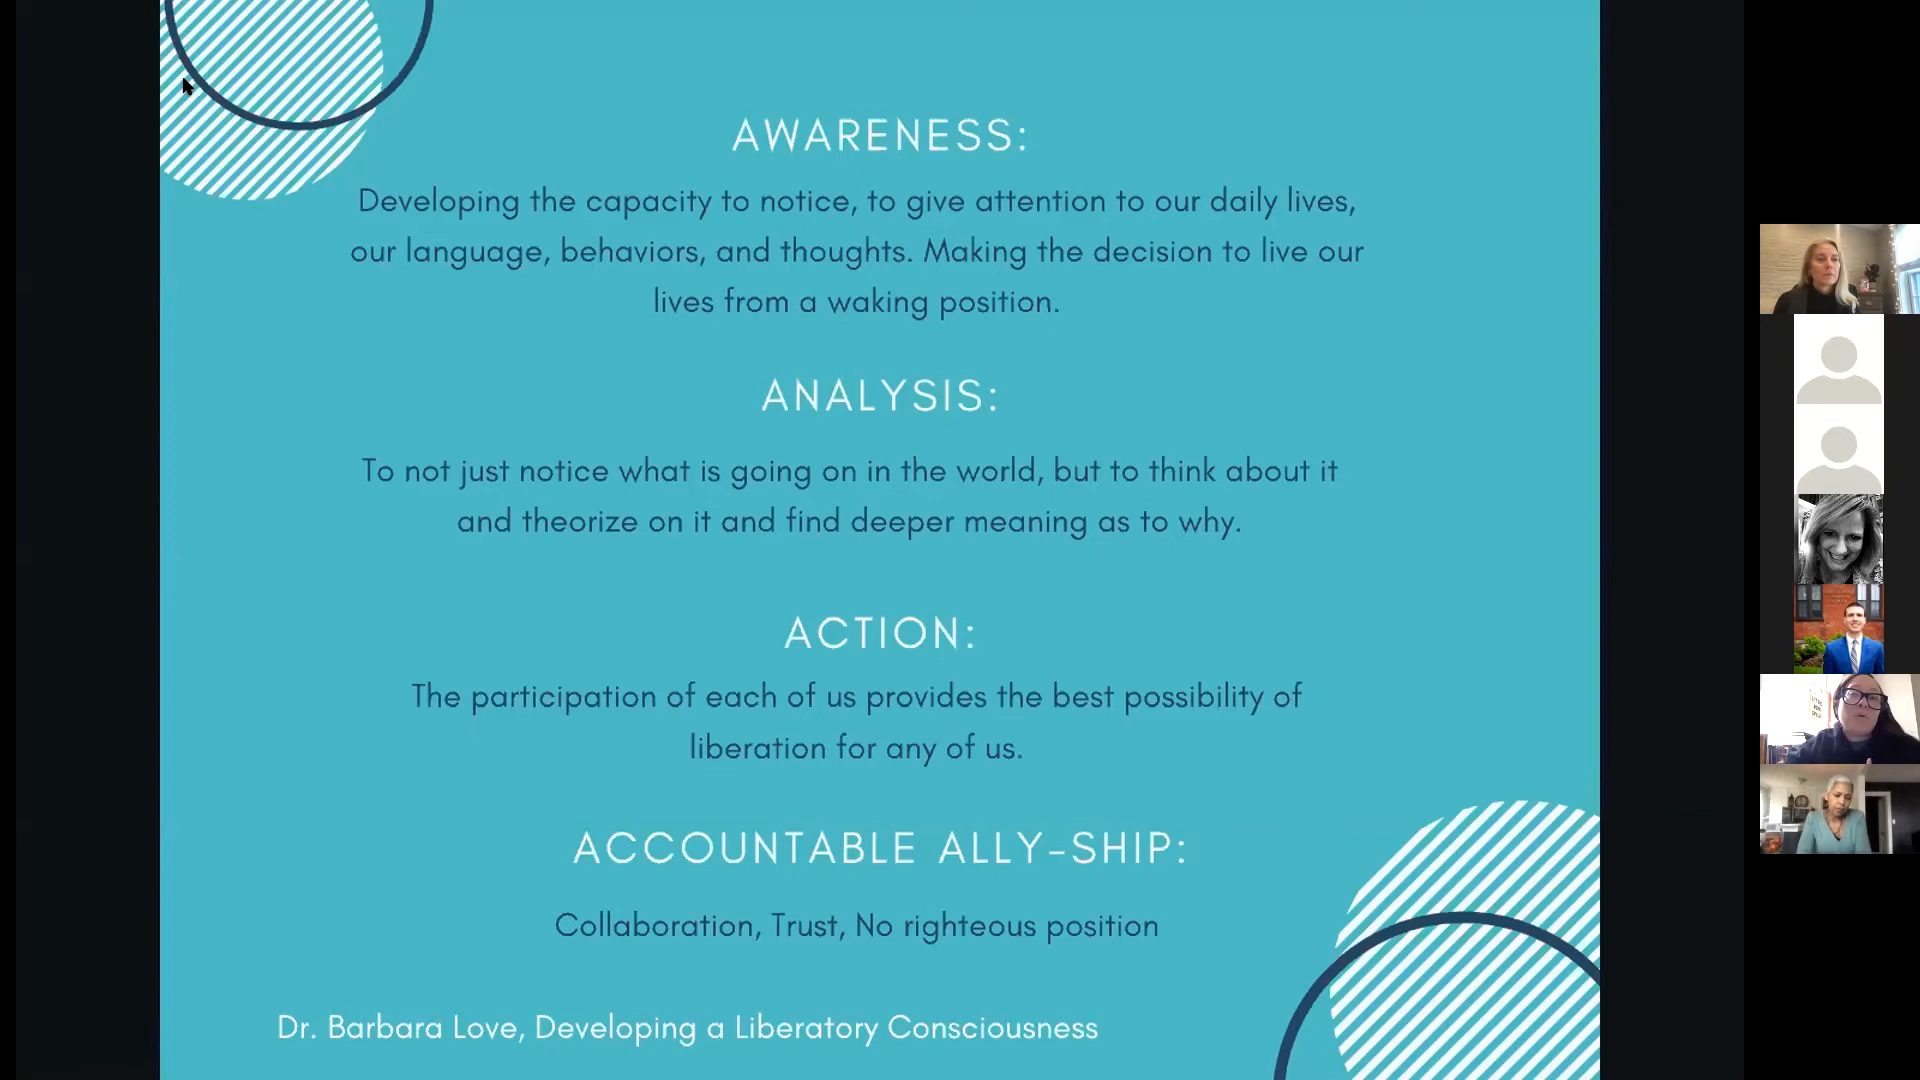 AWARENESS:
Developing the capacity to notice, to give attention to our daily lives,
our language, behaviors, and thoughts. Making the decision to live our
lives from a waking position.
ANALYSIS:
To not just notice what is going on in the world, but to think about it
and theorize on it and find deeper meaning as to why.
ACTION:
The participation of each of us provides the best possibility of
liberation for any of us.
ACCOUNTABLE ALLY-SHIP:
Collaboration, Trust, No righteous position
Dr. Barbara Love, Developing a Liberatory Consciousness